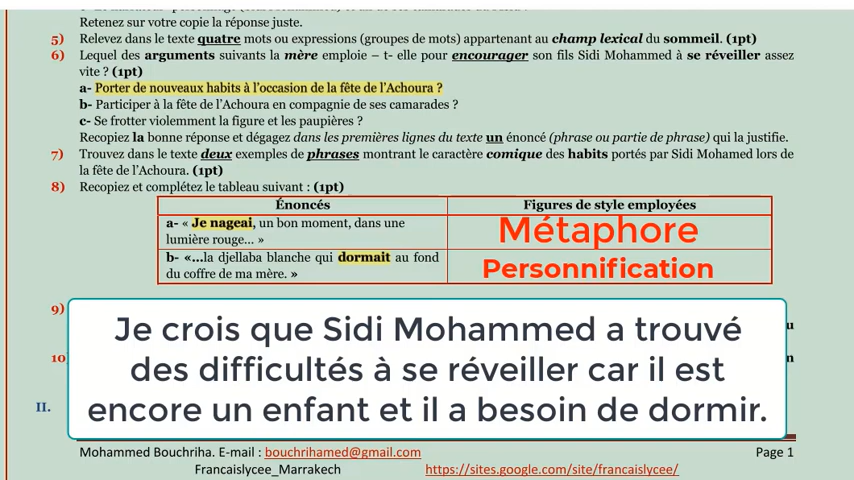 Retenez sur votre copie la réponse juste.
5) Relevez dans le texte quatre mots ou expressions (groupes de mots) appartenant au champ lexical du sommeil. (1pt)
6) Lequel des arguments suivants la mère emploie – t- elle pour encourager son fils Sidi Mohammed à se réveiller assez
vite ? (1pt)
a- Porter de nouveaux habits à l'occasion de la fête de l'Achoura ?
b- Participer à la fête de l'Achoura en compagnie de ses camarades ?
c- Se frotter violemment la figure et les paupières ?
Recopiez la bonne réponse et dégagez dans les premières lignes du texte un énoncé (phrase ou partie de phrase) qui la justifie.
7) Trouvez dans le texte deux exemples de phrases montrant le caractère comique des habits portés par Sidi Mohamed lors de
la fête de l'Achoura. (1pt)
8) Recopiez et complétez le tableau suivant : (1pt)
Énoncés Figures de style employées
a- « Je nageai, un bon moment, dans une
lumière rouge... »
Métaphore
b- «...la djellaba blanche qui dormait au fond
du coffre de ma mère. »
Personnification
9)
Je crois que Sidi Mohammed a trouvé
des difficultés à se réveiller car il est
encore un enfant et il a besoin de dormir.
10
II.
Mohammed Bouchriha. E-mail : bouchrihamed@gmail.com Page 1
Francaislycee_Marrakech https://sites.google.com/site/francaislycee/